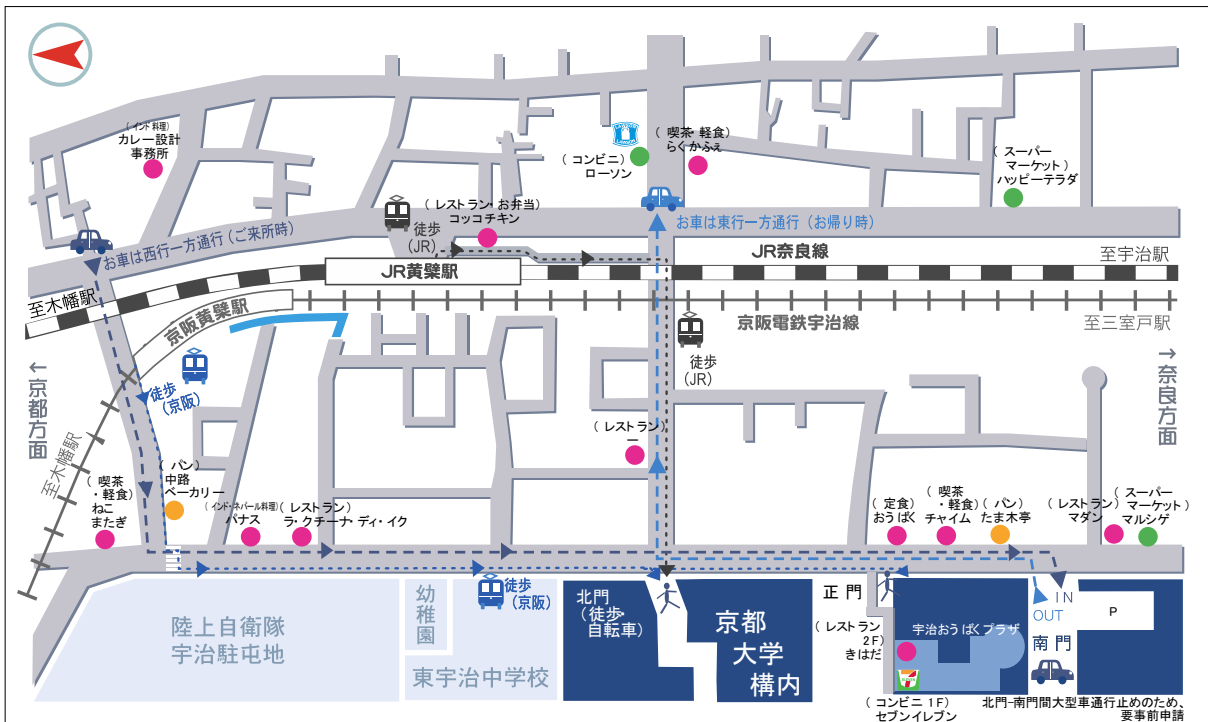 (インド料理)
カレー設計
事務所
(コンビニ)
ローソン
(喫茶・軽食)
らくかふぇ
(スーパー
マーケット)
ハッピーテラダ
(レストラン・お弁当)
コッコチキン
徒歩
(JR)
お車は東行一方通行(お帰り時)
お車は西行一方通行(ご来所時)
JR奈良線
至宇治駅
JR黄檗駅
至木幡駅
京阪黄檗駅
京阪電鉄宇治線
至三室戸駅
徒歩
(JR)
←京都方面
→奈良方面
徒歩
(京阪)
至木幡駅
(レストラン)
一
(喫茶
・軽食)
ねこ
またぎ
(パン)
中路
ベーカリー
(インド・ネパール料理)
バナス
(レストラン)
ラ・クチーナ ディ・イク
(定食)
おうばく
(喫茶
・軽食)
チャイム
(パン)
たま木亭
(レストラン)
マダン
(スーパー
マーケット)
マルシゲ
陸上自衛隊
宇治駐屯地
幼稚園
東宇治中学校
徒歩
(京阪)
北門
(徒歩・
自転車)
京都
大学
構内
正門
(レストラン
2F)
きはだ
宇治おうばくプラザ
IN
OUT
南門
P
(コンビニ 1F)
セブンイレブン
北門-南門間大型車通行止めのため、
要事前申請